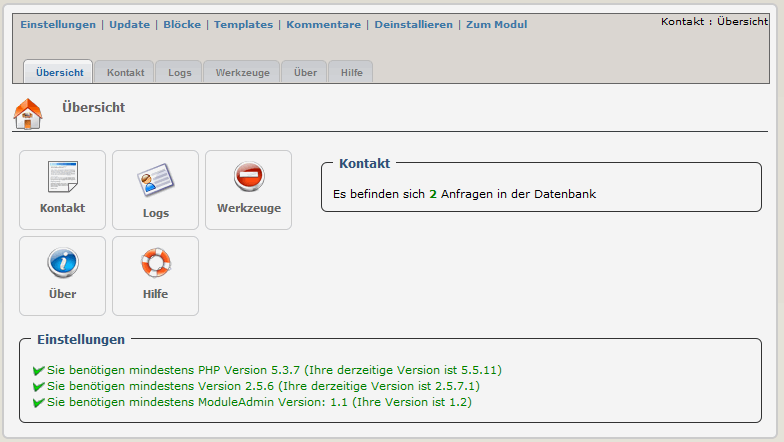 Einstellungen | Update | Blöcke | Templates | Kommentare | Deinstallieren | Zum Modul
Kontakt : Übersicht
Übersicht Kontakt Logs Werkzeuge Über Hilfe
Übersicht
Kontakt
Logs
Werkzeuge
Über
Hilfe
Kontakt
Es befinden sich 2 Anfragen in der Datenbank
Einstellungen
Sie benötigen mindestens PHP Version 5.3.7 (Ihre derzeitige Version ist 5.5.11)
Sie benötigen mindestens Version 2.5.6 (Ihre derzeitige Version ist 2.5.7.1)
Sie benötigen mindestens ModuleAdmin Version: 1.1 (Ihre Version ist 1.2)